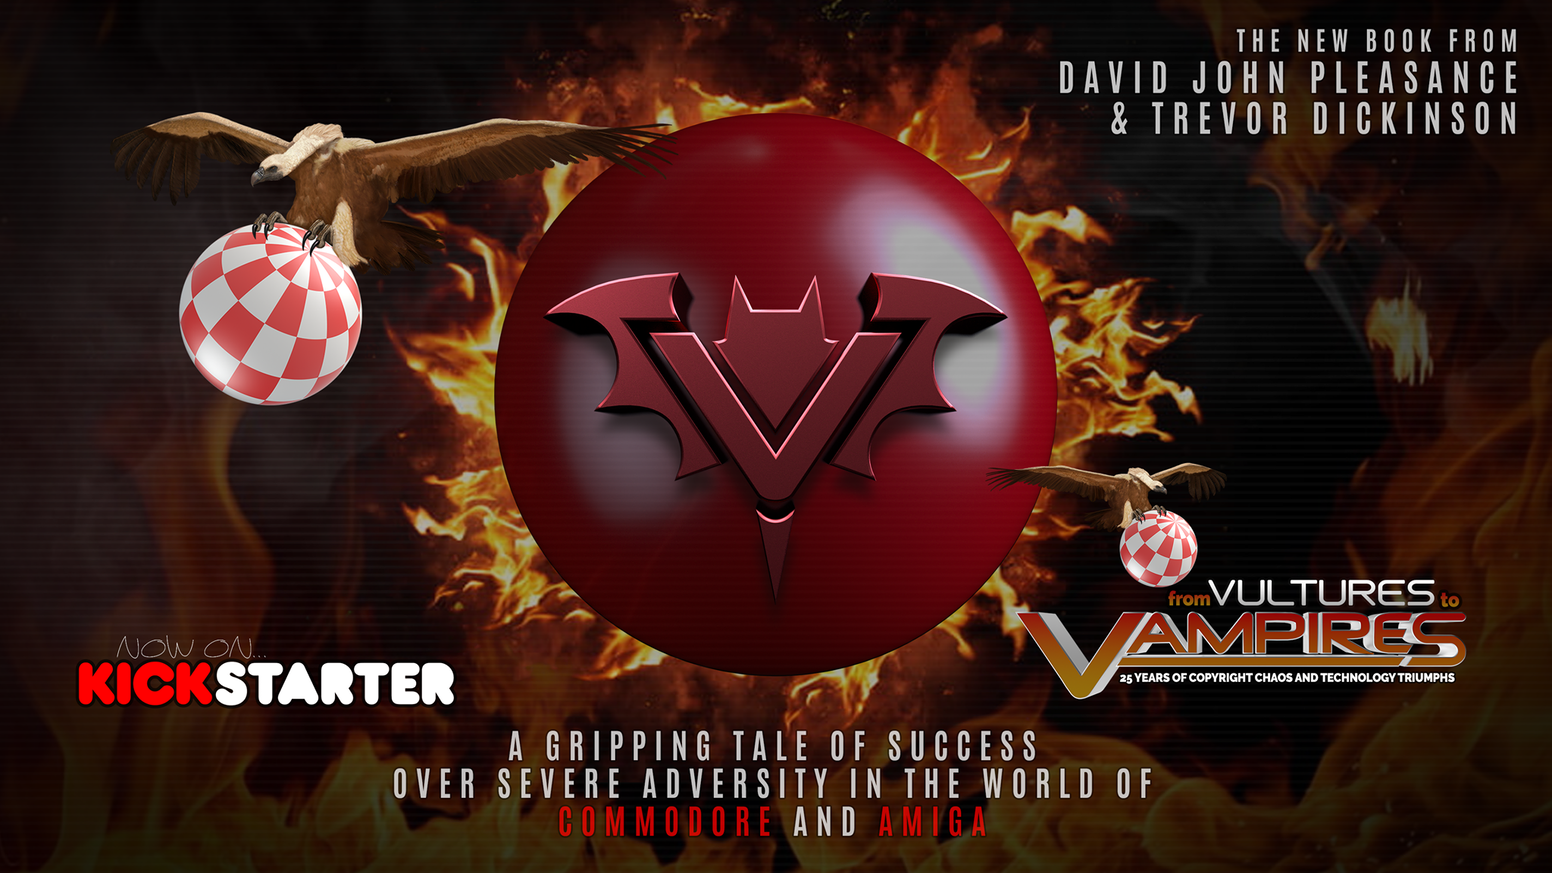 THE NEW BOOK FROM
DAVID JOHN PLEASANCE
& TREVOR DICKINSON
from VULTURES to
VAMPIRES
25 YEARS OF COPYRIGHT CHAOS AND TECHNOLOGY TRIUMPHS
NOW ON...
KICKSTARTER
A GRIPPING TALE OF SUCCESS
OVER SEVERE ADVERSITY IN THE WORLD OF
COMMODORE AND AMIGA